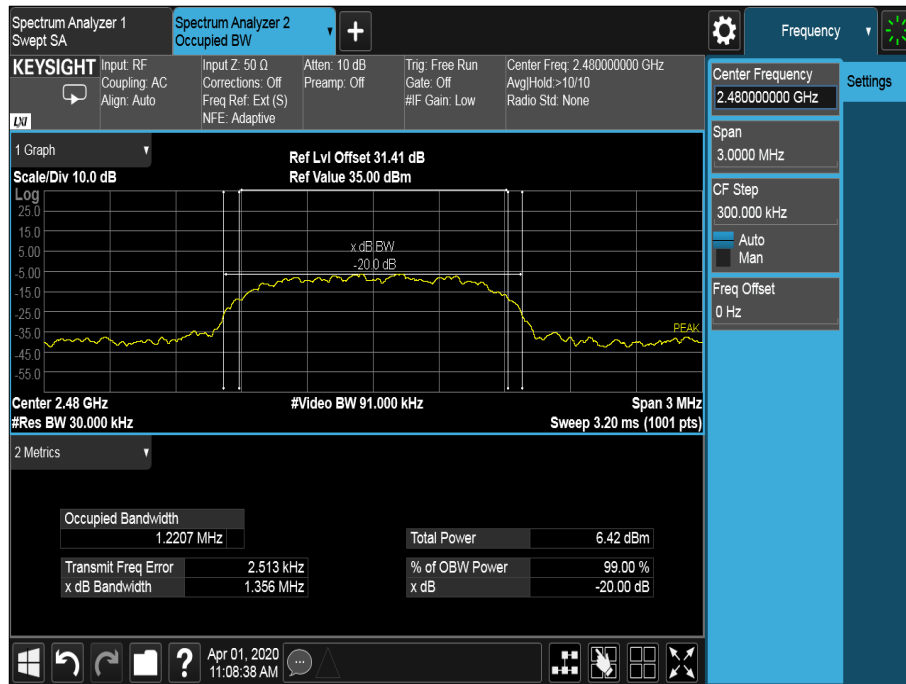 Spectrum Analyzer 1
Swept SA
Spectrum Analyzer 2
Occupied BW
Frequency
KEYSIGHT
LXI
Input: RF
Coupling: AC
Align: Auto
Input Z: 50 Ω
Corrections: Off
Freq Ref: Ext (S)
NFE: Adaptive
Atten: 10 dB
Preamp: Off
Trig: Free Run
Gate: Off
#IF Gain: Low
Center Freq: 2.480000000 GHz
Avg|Hold:>10/10
Radio Std: None
Center Frequency
2.480000000 GHz
Settings
Span
3.0000 MHz
CF Step
300.000 kHz
Auto
Man
Freq Offset
0 Hz
1 Graph
Scale/Div 10.0 dB
Ref Lvl Offset 31.41 dB
Ref Value 35.00 dBm
Log
25.0
15.0
5.00
-5.00
-15.0
-25.0
-35.0
-45.0
-55.0
x dB BW
-20.0 dB
PEAK
Center 2.48 GHz
#Video BW 91.000 kHz
Span 3 MHz
#Res BW 30.000 kHz
Sweep 3.20 ms (1001 pts)
2 Metrics
Occupied Bandwidth
1.2207 MHz
Total Power 6.42 dBm
Transmit Freq Error 2.513 kHz
% of OBW Power 99.00 %
x dB Bandwidth 1.356 MHz
x dB -20.00 dB
?
Apr 01, 2020
11:08:38 AM